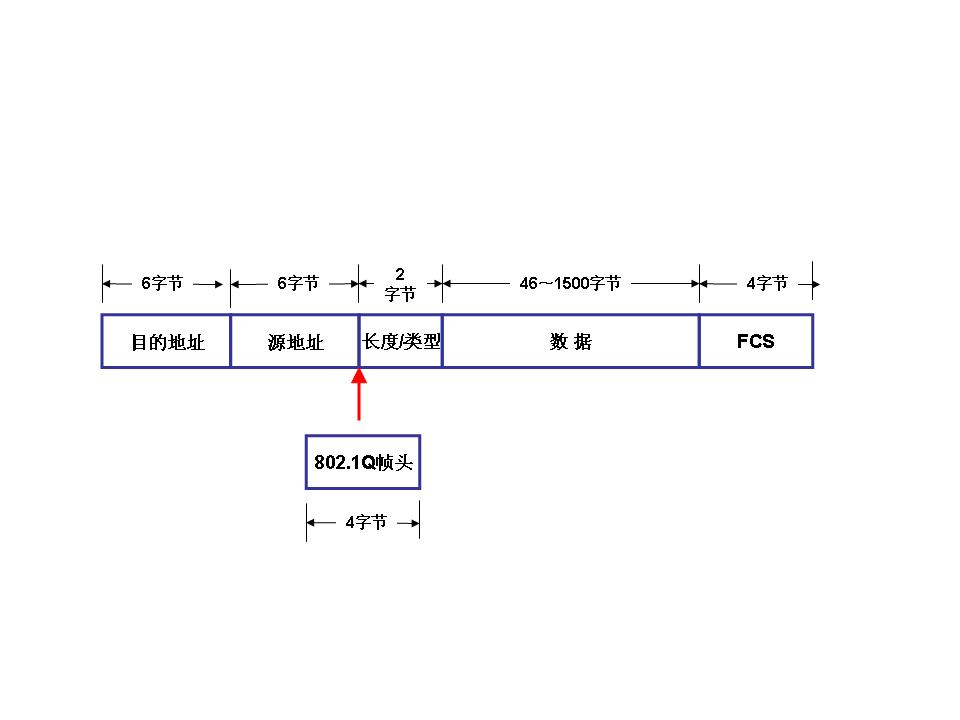 6字节
6字节
2
字节
46～1500字节
4字节
目的地址
源地址
长度/类型
数 据
FCS
802.1Q帧头
4字节